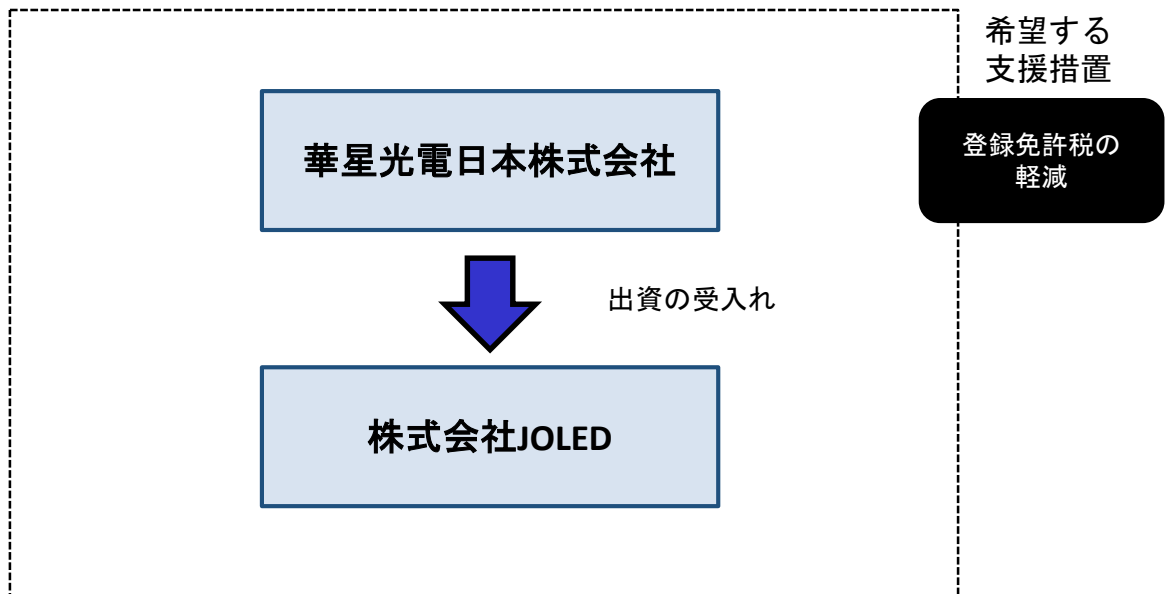 希望する
支援措置
登録免許税の
軽減
華星光電日本株式会社
出資の受入れ
株式会社JOLED